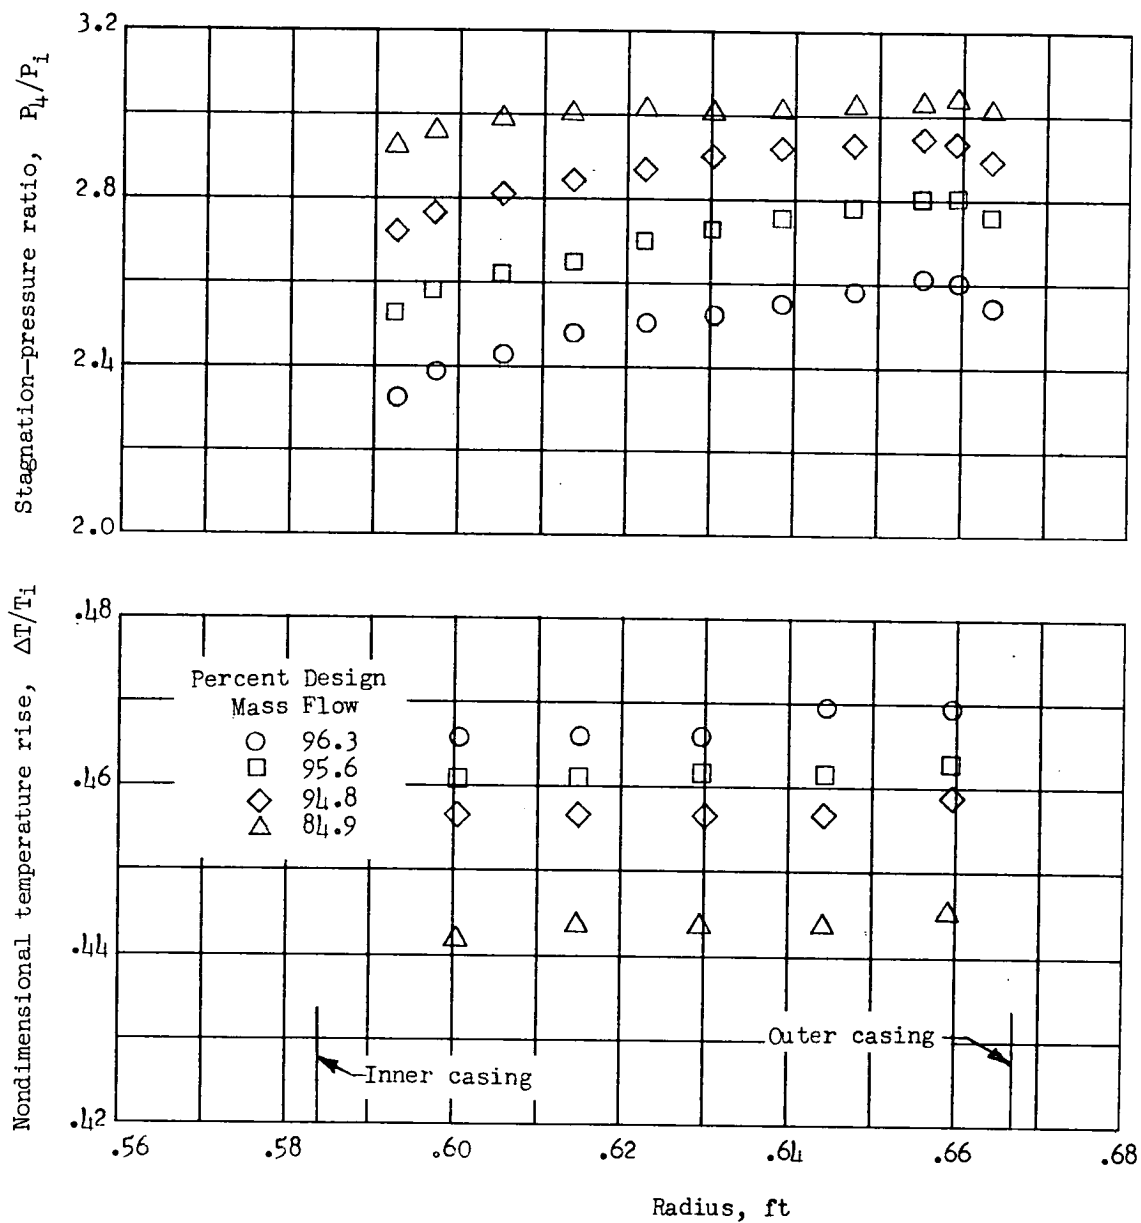 Stagnation-pressure ratio, P4/Pi
3.2
2.8
2.4
2.0
Nondimensional temperature rise, ΔT/Ti
.48
.46
.44
.42
Percent Design
Mass Flow
96.3
95.6
94.8
84.9
Outer casing
Inner casing
.56 .58 .60 .62 .64 .66 .68
Radius, ft